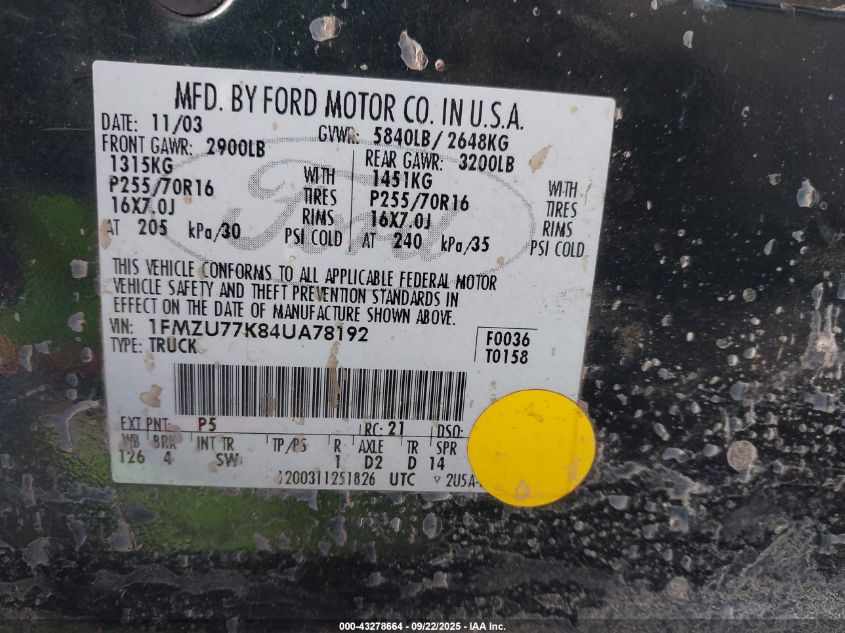 MFD. BY FORD MOTOR CO. IN U.S.A.
DATE: 11/03 GVWR: 5840LB/ 2648KG
FRONT GAWR: 2900LB REAR GAWR: 3200LB
1315KG WITH 1451KG WITH
P255/70R16 TIRES P255/70R16 TIRES
16X7.0J RIMS 16X7.0J RIMS
AT 205 kPa/30 PSI COLD AT 240 kPa/35 PSI COLD
Ford
THIS VEHICLE CONFORMS TO ALL APPLICABLE FEDERAL MOTOR
VEHICLE SAFETY AND THEFT PREVENTION STANDARDS IN
EFFECT ON THE DATE OF MANUFACTURE SHOWN ABOVE.
VIN: 1FMZU77K84UA78192 F0036
TYPE: TRUCK T0158
EXT PNT: P5 RC: 21 DSO:
WB BRK INT TR TP/PS R AXLE TR SPR
126 4 SW 1 D2 D 14
1200311251826 UTC ▽ 2U5A-
000-43278664 - 09/22/2025 - IAA Inc.